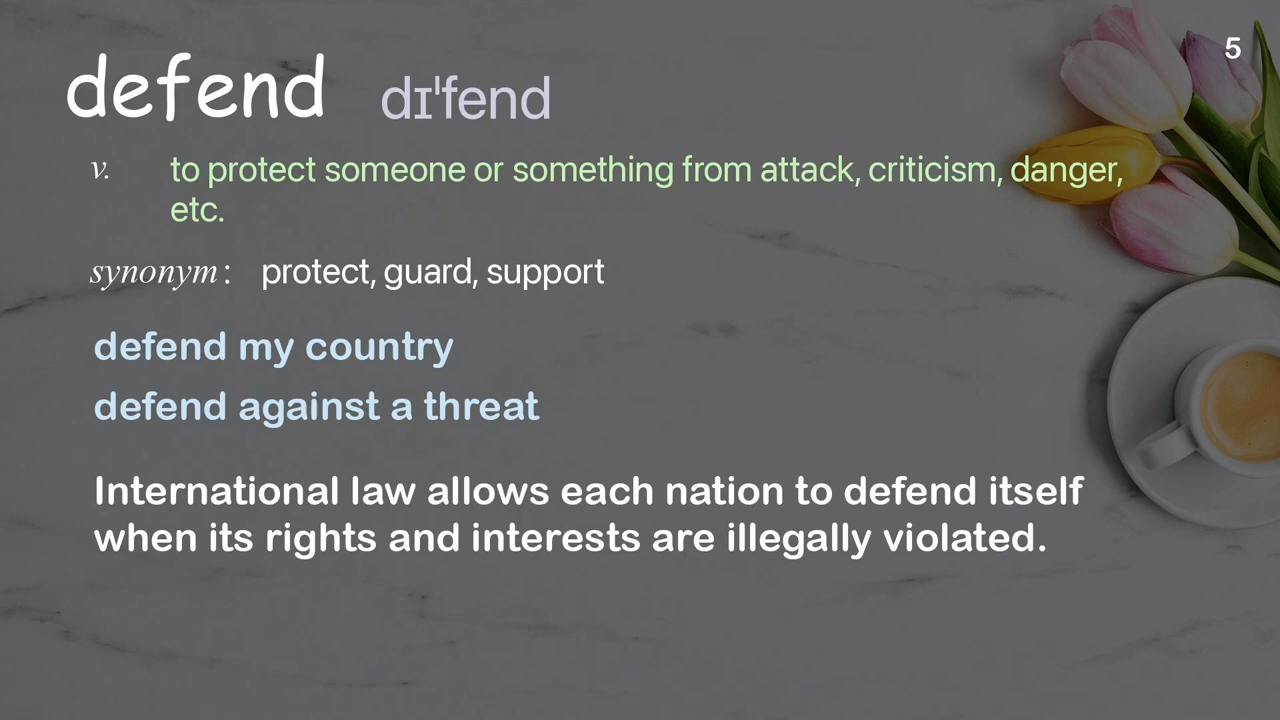 5
defend dɪˈfend
v. to protect someone or something from attack, criticism, danger,
etc.
synonym: protect, guard, support
defend my country
defend against a threat
International law allows each nation to defend itself
when its rights and interests are illegally violated.